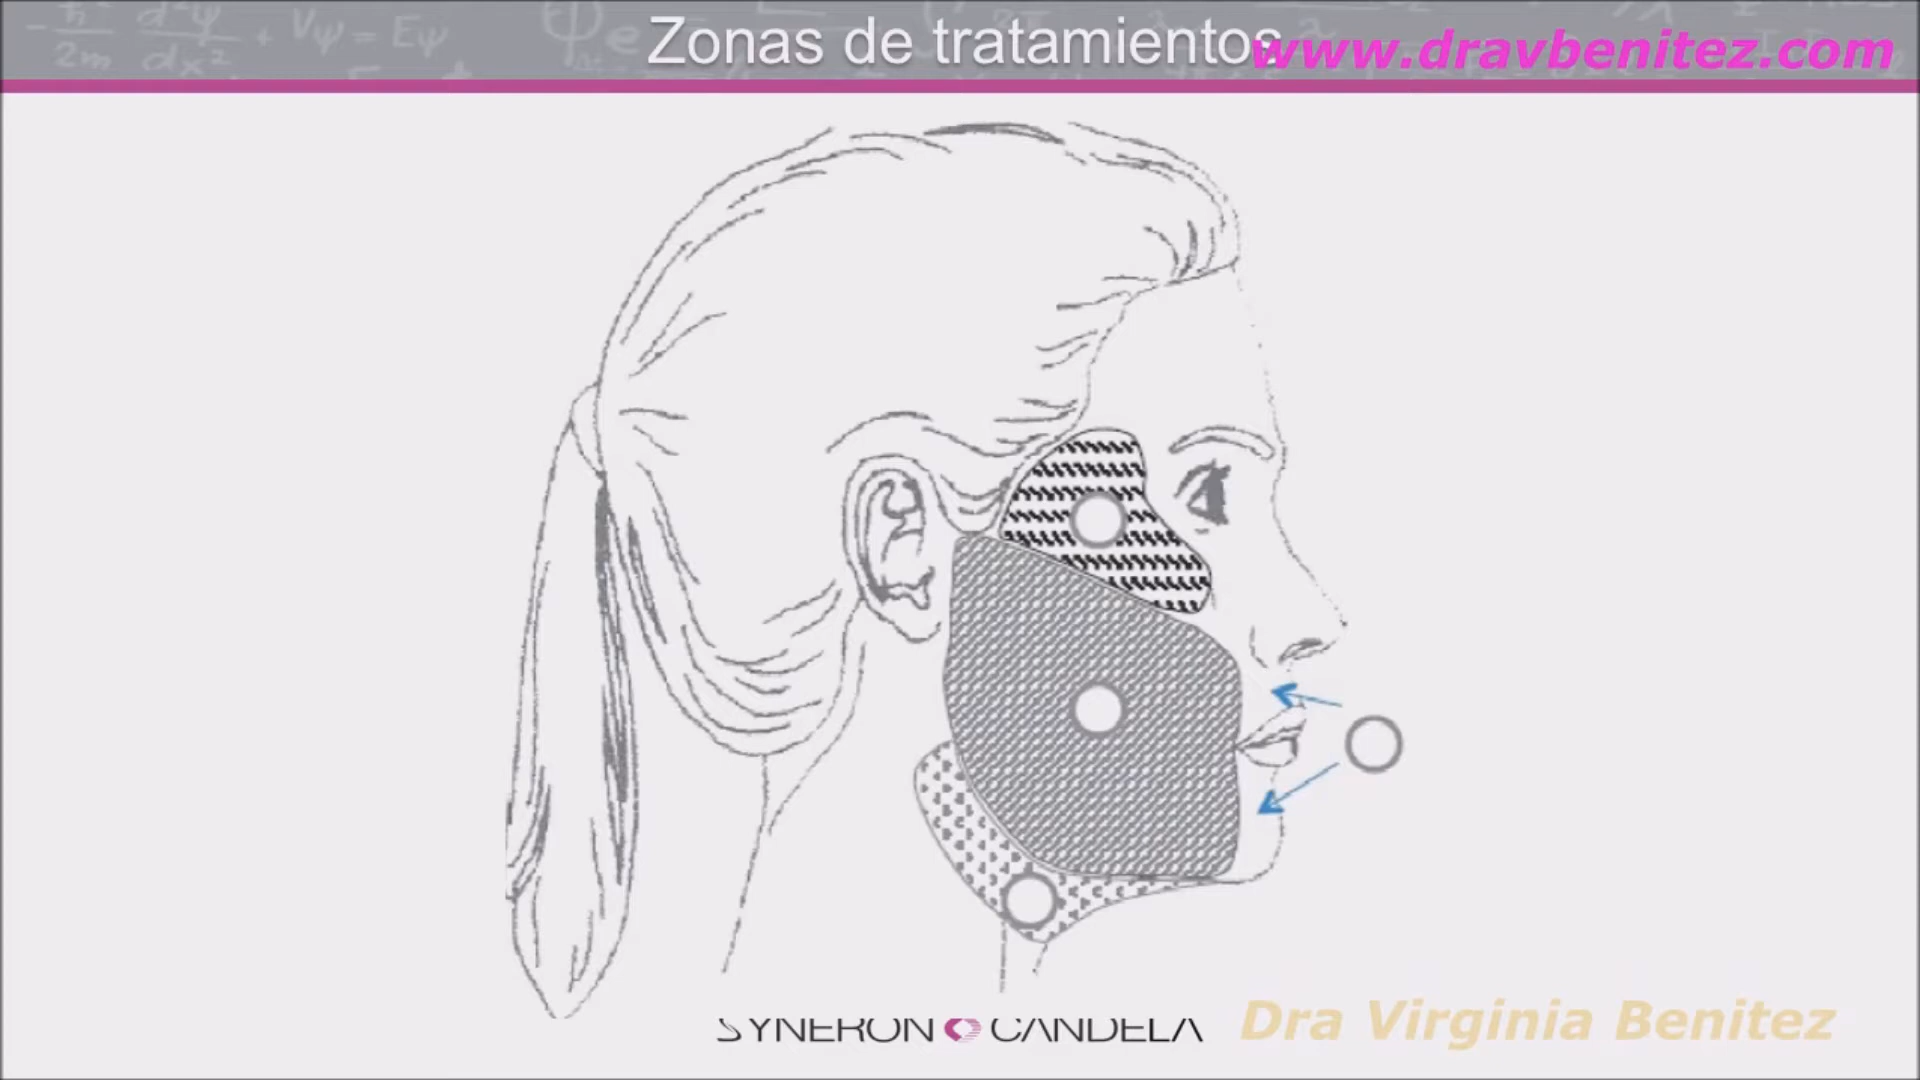 Zonas de tratamientos
www.dravbenitez.com
SYNERON CANDELA
Dra Virginia Benitez